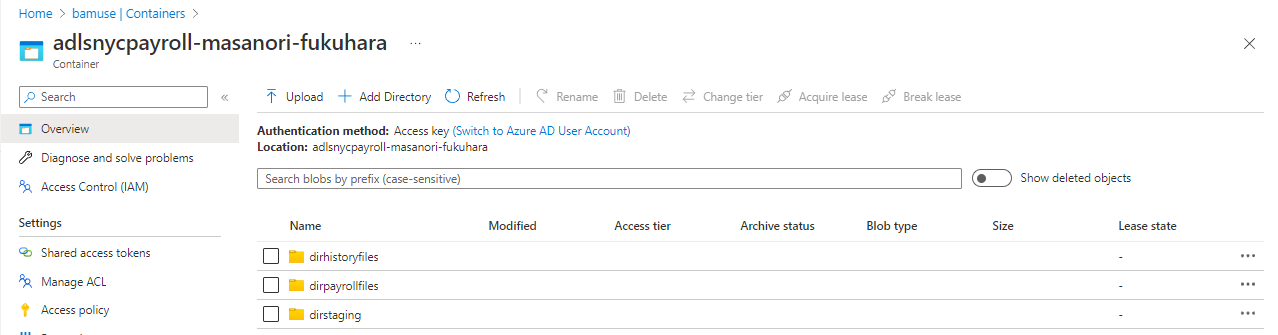 Home > bamuse | Containers >
adlsnycpayroll-masanori-fukuhara ...
Container
Search «
Upload + Add Directory Refresh Rename Delete Change tier Acquire lease Break lease
Overview
Diagnose and solve problems
Access Control (IAM)
Settings
Shared access tokens
Manage ACL
Access policy
Authentication method: Access key (Switch to Azure AD User Account)
Location: adlsnycpayroll-masanori-fukuhara
Search blobs by prefix (case-sensitive) Show deleted objects
Name Modified Access tier Archive status Blob type Size Lease state
dirhistoryfiles - ...
dirpayrollfiles - ...
dirstaging - ...